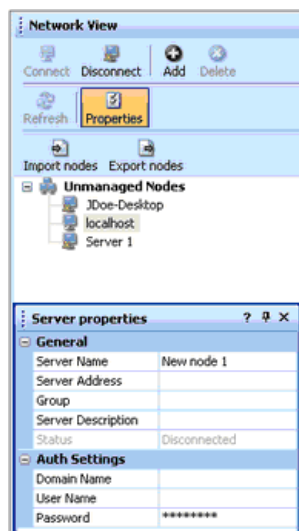 Network View
Connect Disconnect Add Delete
Refresh Properties
Import nodes Export nodes
Unmanaged Nodes
JDoe-Desktop
localhost
Server 1
Server properties ? X
General
Server Name New node 1
Server Address
Group
Server Description
Status Disconnected
Auth Settings
Domain Name
User Name
Password ********